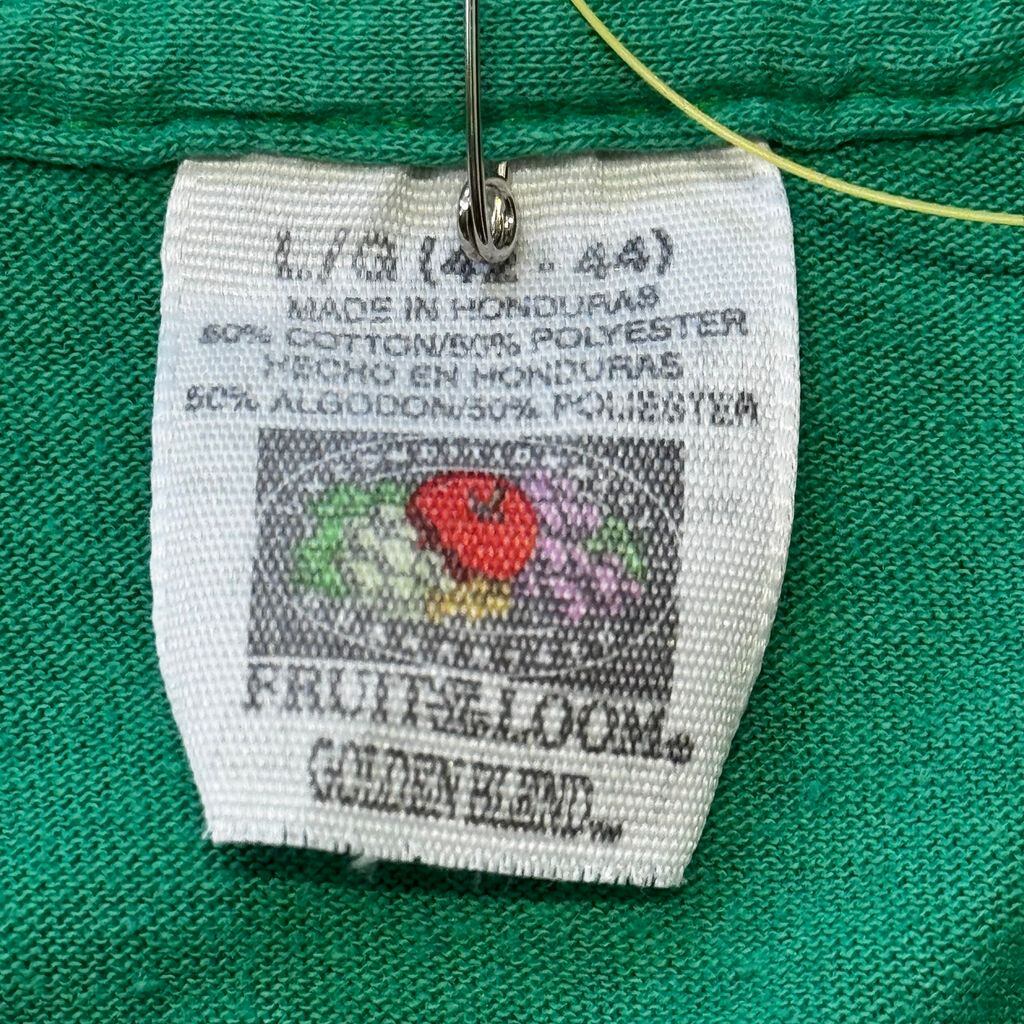 L/G (42 - 44)
MADE IN HONDURAS
50% COTTON/50% POLYESTER
HECHO EN HONDURAS
50% ALGODON/50% POLIESTER
FRUIT OF THE LOOM®
GOLDEN BLEND™